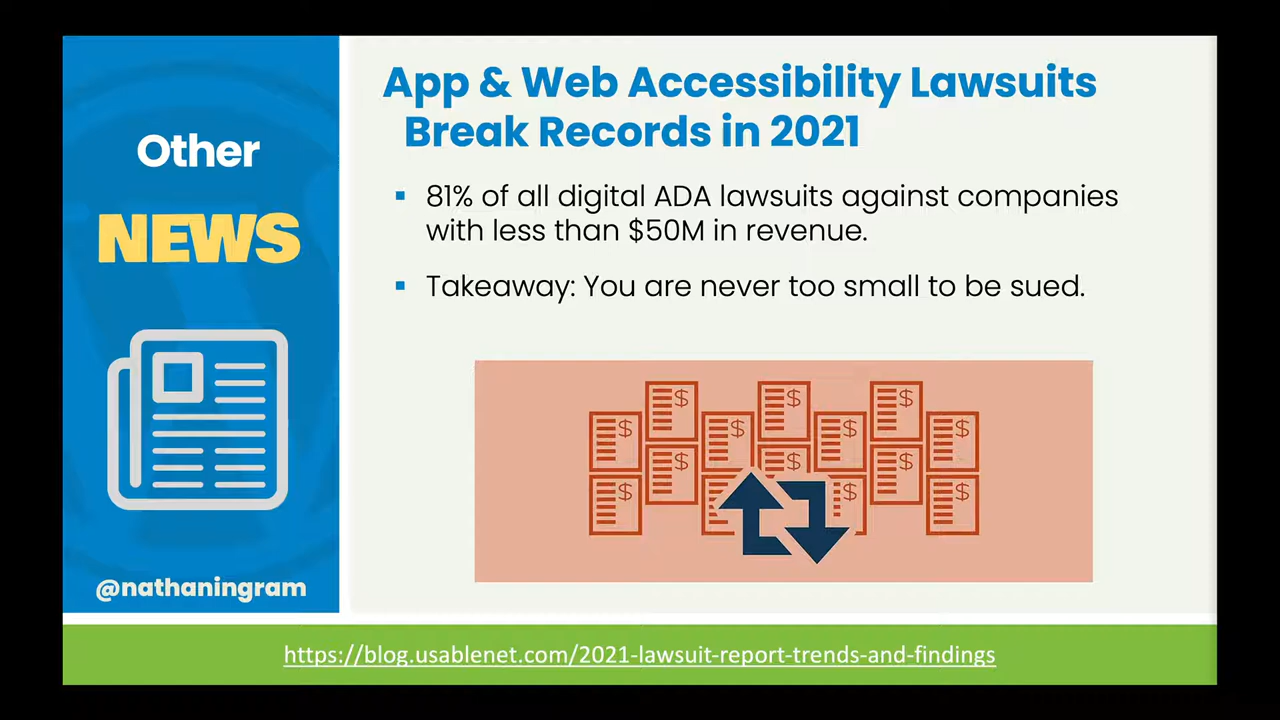 Other
NEWS
@nathaningram
App & Web Accessibility Lawsuits
Break Records in 2021
▪ 81% of all digital ADA lawsuits against companies
with less than $50M in revenue.
▪ Takeaway: You are never too small to be sued.
$ $ $
$ $ $ $
$ $ $
$ $ $
https://blog.usablenet.com/2021-lawsuit-report-trends-and-findings